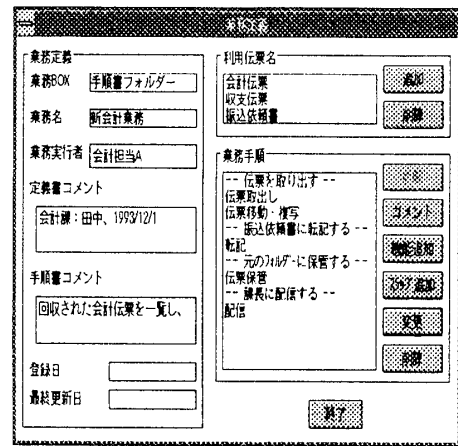 業務定義
業務定義
業務BOX 手順書フォルダー
業務名 新会計業務
業務実行者 会計担当A
定義書コメント
会計課:田中、1993/12/1
手順書コメント
回収された会計伝票を一覧し、
登録日
最終更新日
利用伝票名
会計伝票
収支伝票
振込依頼書
追加
削除
業務手順
-- 伝票を取り出す --
伝票取出し
伝票移動・複写
-- 振込依頼書に転記する --
転記
-- 元のフォルダーに保管する --
伝票保管
-- 課長に配信する --
配信
コメント
機能追加
変更
削除
終了